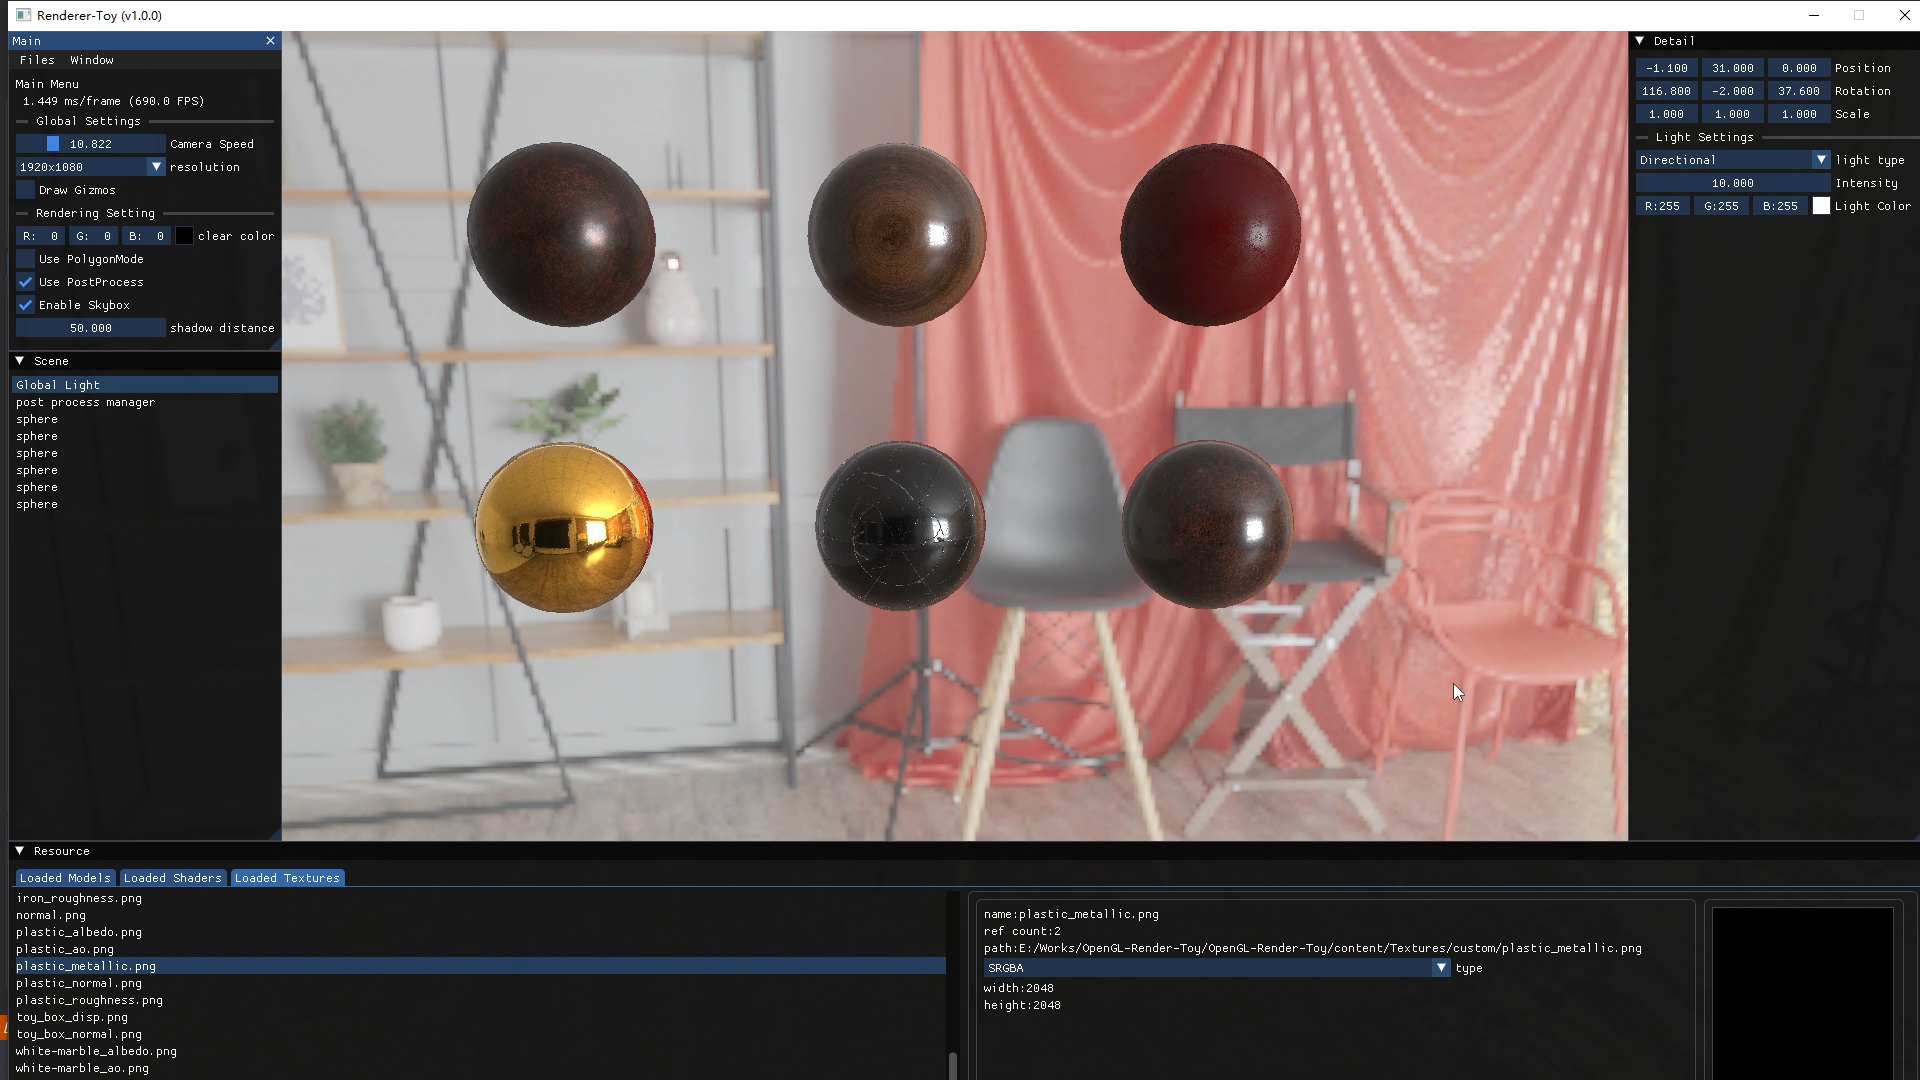 Renderer-Toy (v1.0.0)
Main
Files Window
Main Menu
1.449 ms/frame (690.0 FPS)
Global Settings
10.822 Camera Speed
1920x1080 resolution
Draw Gizmos
Rendering Setting
R: 0 G: 0 B: 0 clear color
Use PolygonMode
Use PostProcess
Enable Skybox
50.000 shadow distance
Scene
Global Light
post process manager
sphere
sphere
sphere
sphere
sphere
sphere
Detail
-1.100 31.000 0.000 Position
116.800 -2.000 37.600 Rotation
1.000 1.000 1.000 Scale
Light Settings
Directional light type
10.000 Intensity
R:255 G:255 B:255 Light Color
Resource
Loaded Models Loaded Shaders Loaded Textures
iron_roughness.png
normal.png
plastic_albedo.png
plastic_ao.png
plastic_metallic.png
plastic_normal.png
plastic_roughness.png
toy_box_disp.png
toy_box_normal.png
white-marble_albedo.png
white-marble_ao.png
name:plastic_metallic.png
ref count:2
path:E:/Works/OpenGL-Render-Toy/OpenGL-Render-Toy/content/Textures/custom/plastic_metallic.png
SRGBA type
width:2048
height:2048